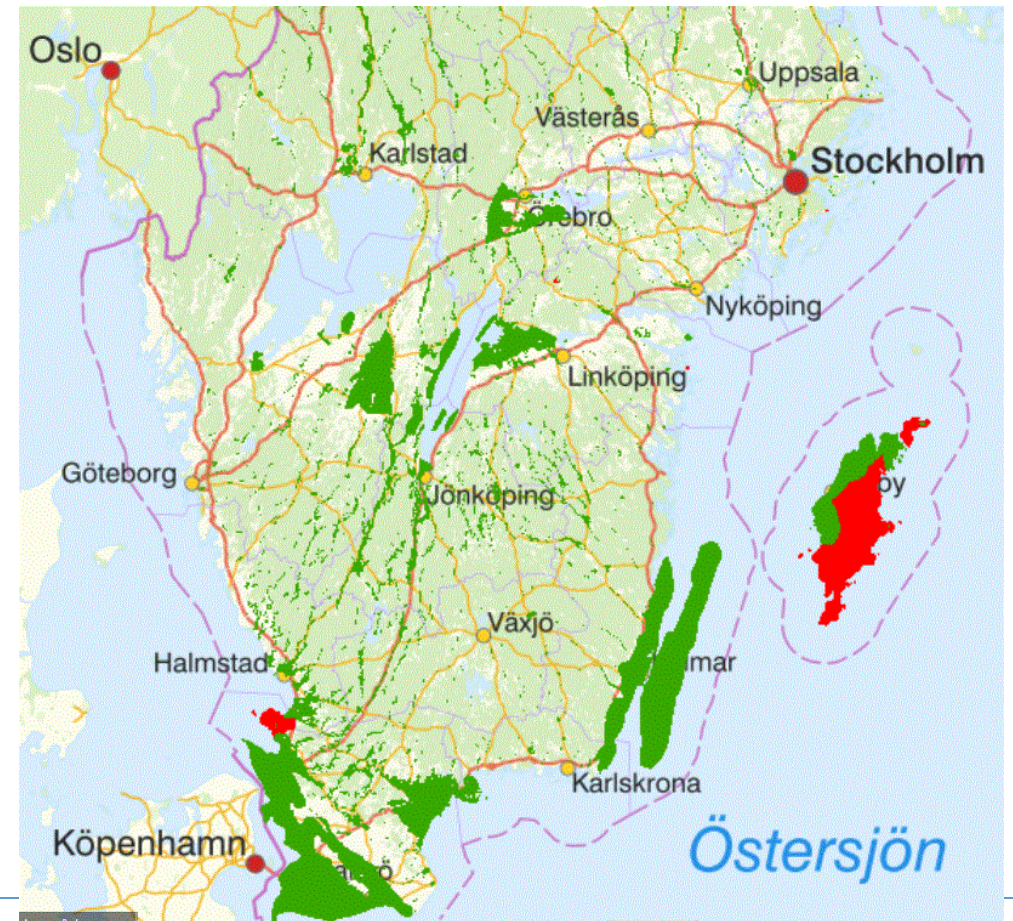 Oslo
Uppsala
Västerås
Karlstad
Stockholm
Örebro
Nyköping
Linköping
Göteborg
Jönköping
Växjö
Halmstad
Karlskrona
Köpenhamn
Östersjön